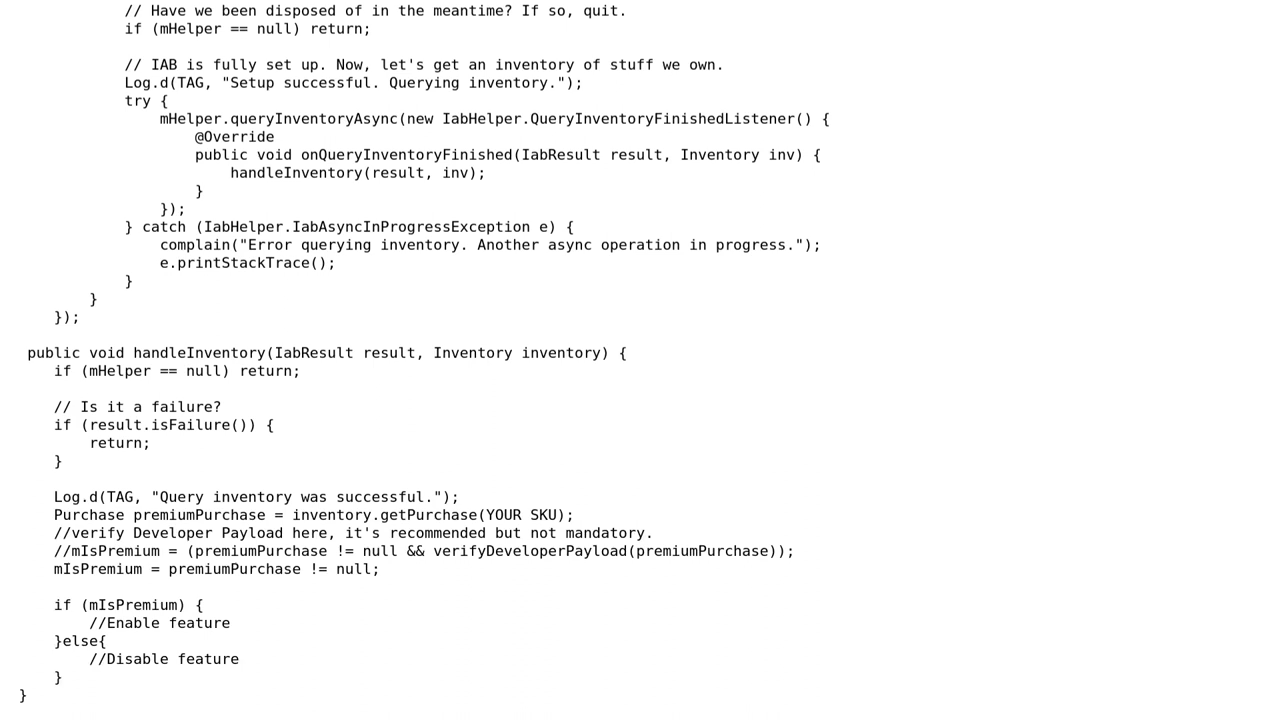 // Have we been disposed of in the meantime? If so, quit.
if (mHelper == null) return;
// IAB is fully set up. Now, let's get an inventory of stuff we own.
Log.d(TAG, "Setup successful. Querying inventory.");
try {
mHelper.queryInventoryAsync(new IabHelper.QueryInventoryFinishedListener() {
@Override
public void onQueryInventoryFinished(IabResult result, Inventory inv) {
handleInventory(result, inv);
}
});
} catch (IabHelper.IabAsyncInProgressException e) {
complain("Error querying inventory. Another async operation in progress.");
e.printStackTrace();
}
}
});
public void handleInventory(IabResult result, Inventory inventory) {
if (mHelper == null) return;
// Is it a failure?
if (result.isFailure()) {
return;
}
Log.d(TAG, "Query inventory was successful.");
Purchase premiumPurchase = inventory.getPurchase(YOUR SKU);
//verify Developer Payload here, it's recommended but not mandatory.
//mIsPremium = (premiumPurchase != null && verifyDeveloperPayload(premiumPurchase));
mIsPremium = premiumPurchase != null;
if (mIsPremium) {
//Enable feature
}else{
//Disable feature
}
}